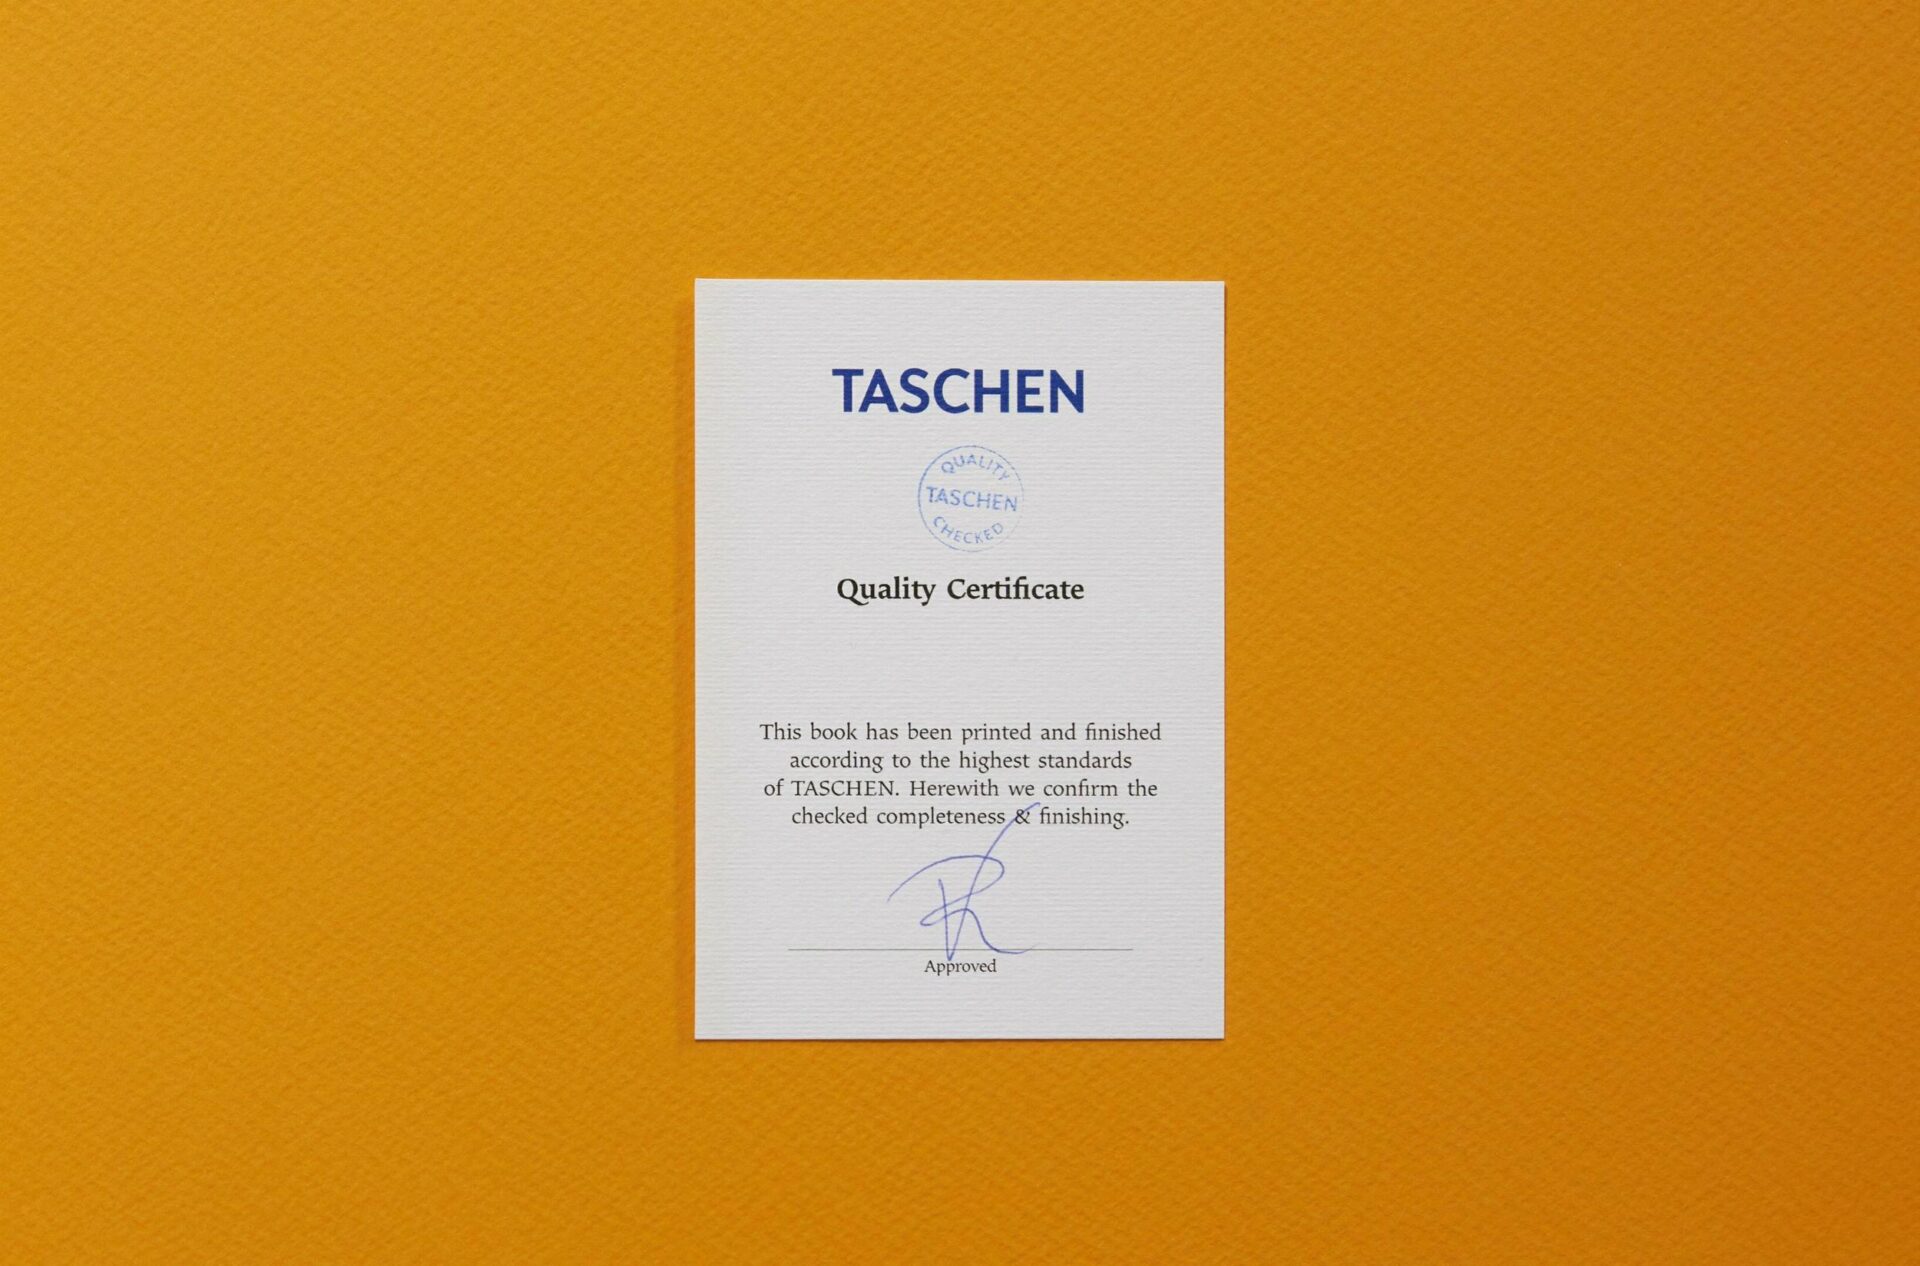 TASCHEN
QUALITY
TASCHEN
CHECKED
Quality Certificate
This book has been printed and finished
according to the highest standards
of TASCHEN. Herewith we confirm the
checked completeness & finishing.
Approved